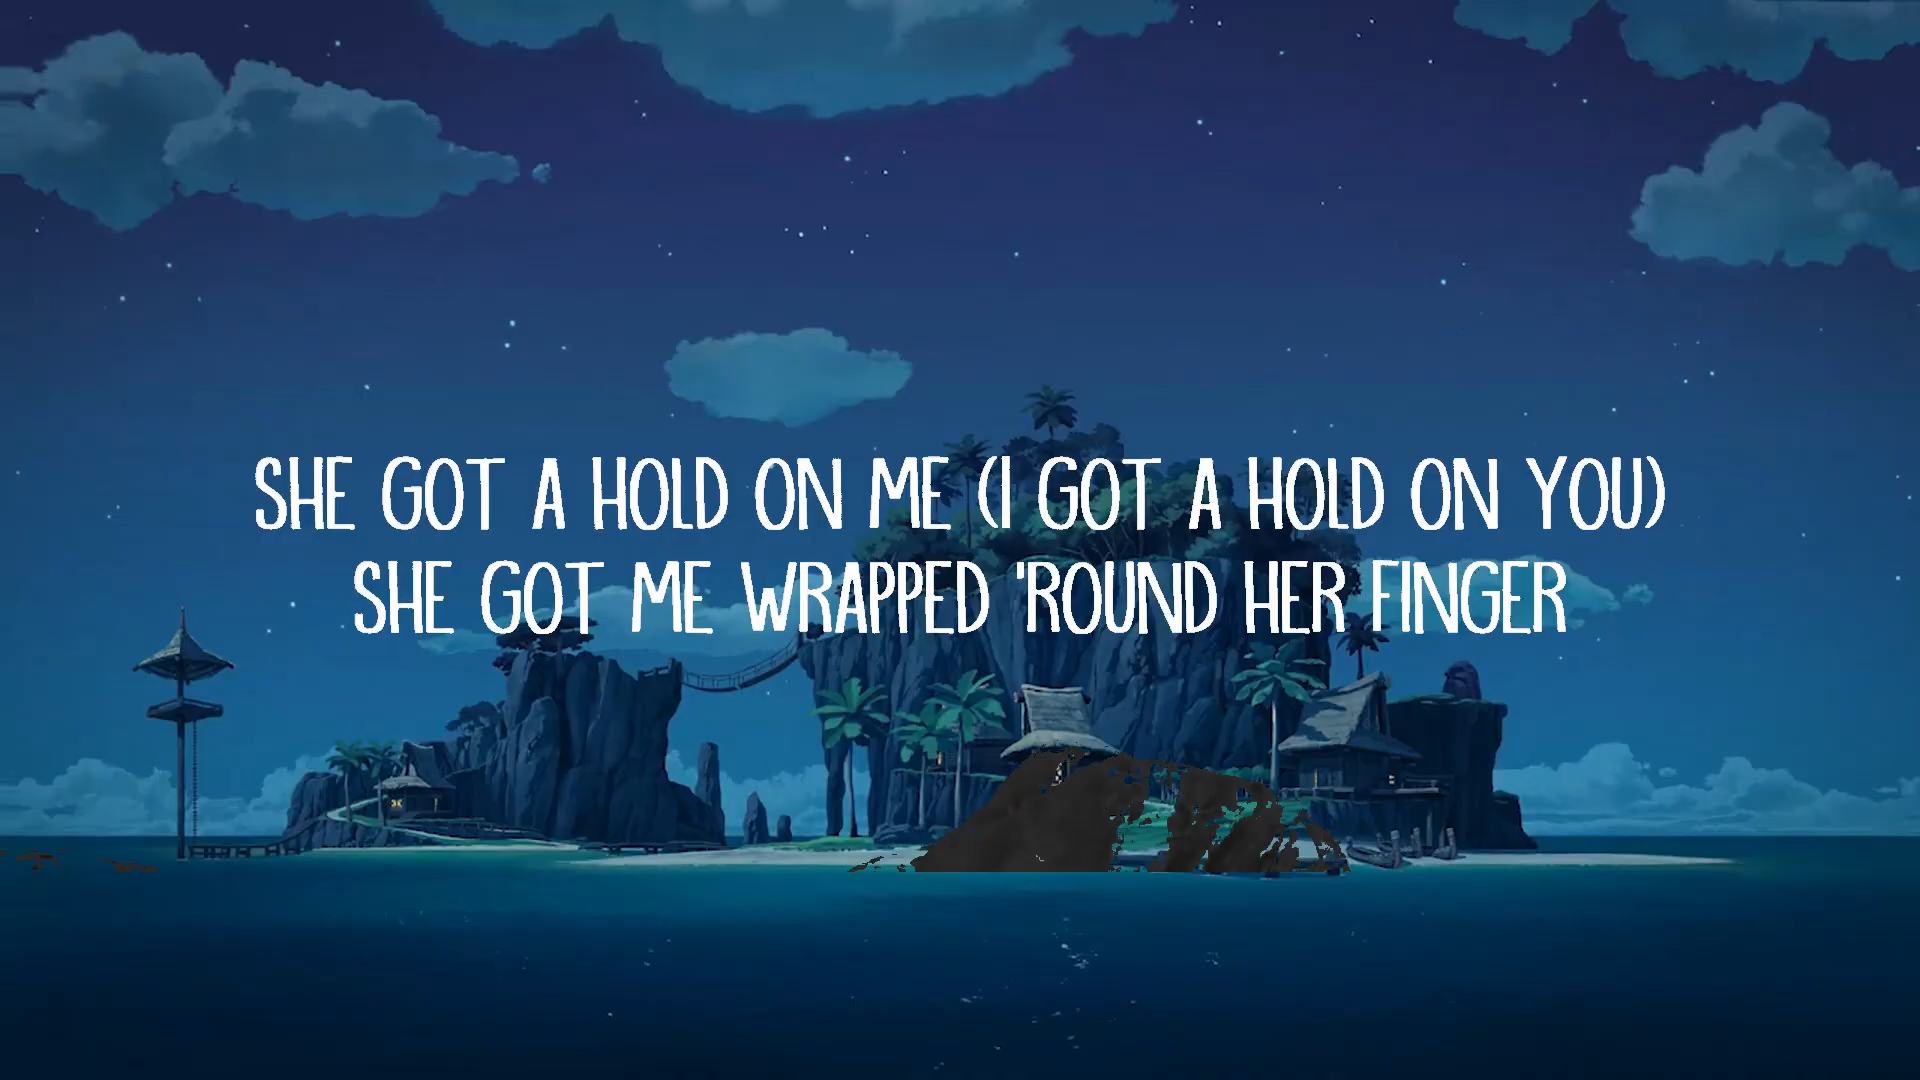 SHE GOT A HOLD ON ME (I GOT A HOLD ON YOU)
SHE GOT ME WRAPPED 'ROUND HER FINGER